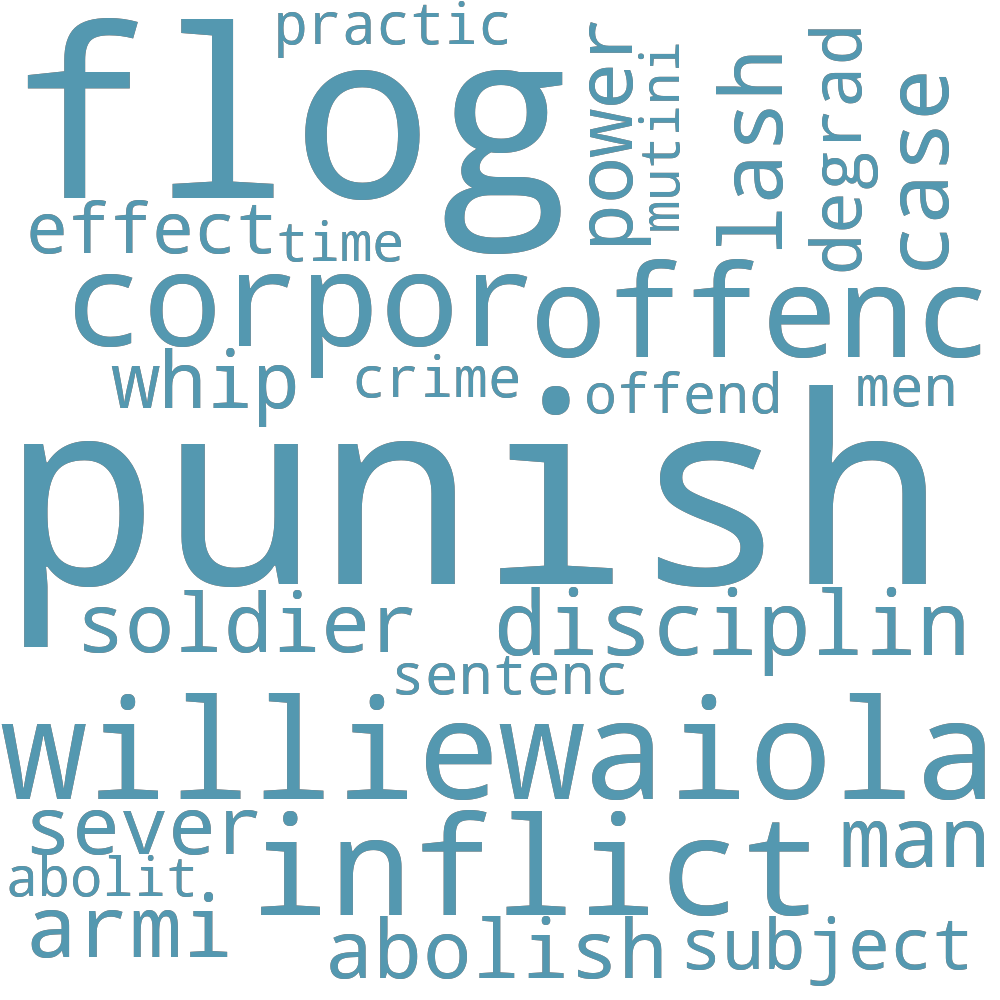 practic
flog
power
mutini
lash
degrad
case
effect
time
corpor
offenc
whip
crime
offend
men
punish
soldier
disciplin
sentenc
williewaiola
sever
inflict
man
abolit
armi
abolish
subject